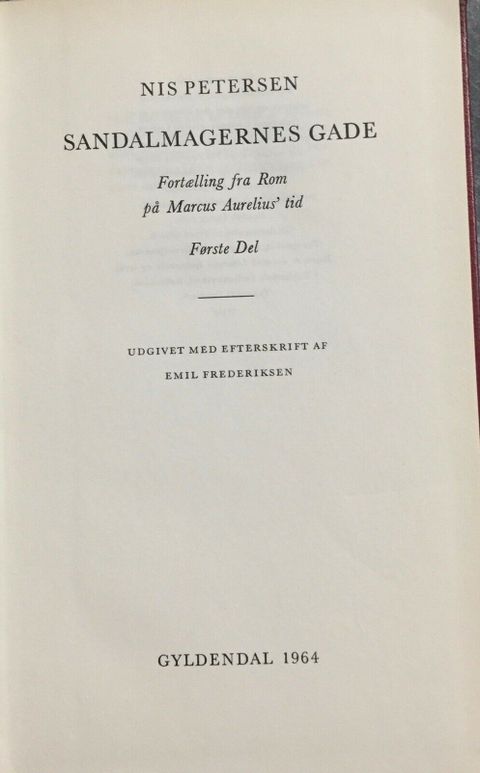 NIS PETERSEN
SANDALMAGERNES GADE
Fortælling fra Rom
på Marcus Aurelius' tid
Første Del
UDGIVET MED EFTERSKRIFT AF
EMIL FREDERIKSEN
GYLDENDAL 1964